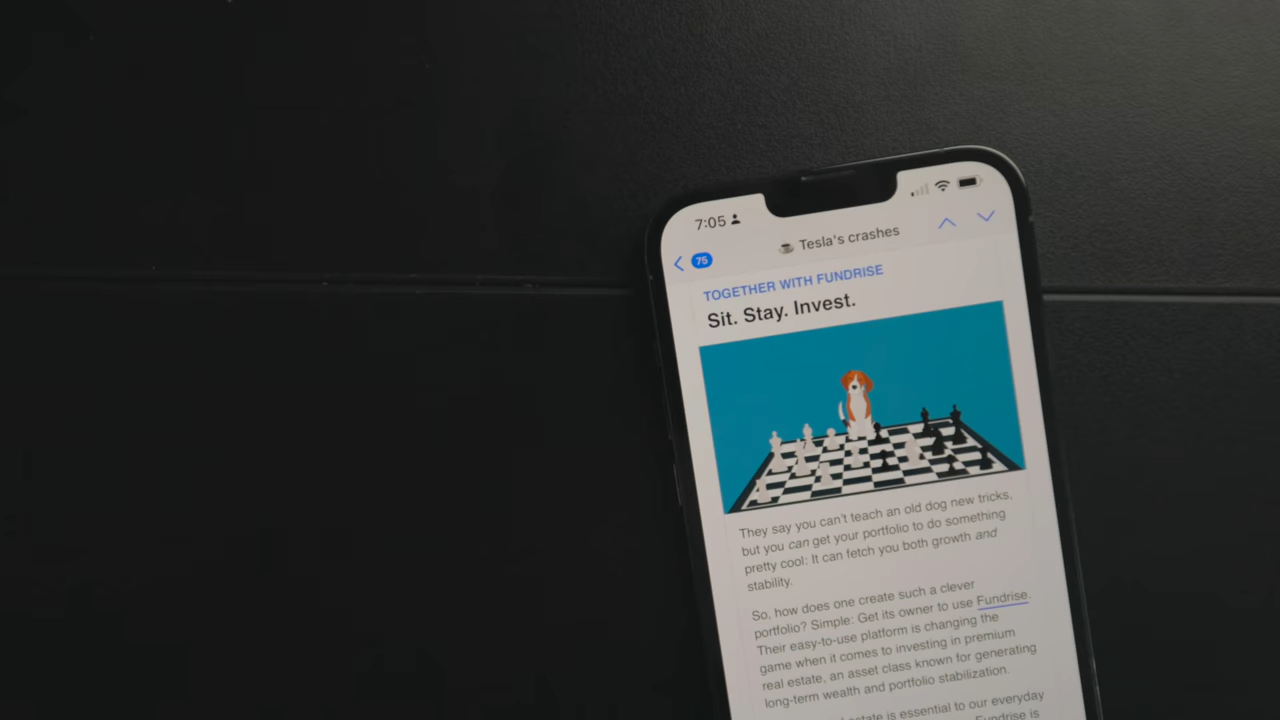 7:05
75
☕ Tesla's crashes
TOGETHER WITH FUNDRISE
Sit. Stay. Invest.
They say you can't teach an old dog new tricks,
but you can get your portfolio to do something
pretty cool: It can fetch you both growth and
stability.
So, how does one create such a clever
portfolio? Simple: Get its owner to use Fundrise.
Their easy-to-use platform is changing the
game when it comes to investing in premium
real estate, an asset class known for generating
long-term wealth and portfolio stabilization.
estate is essential to our everyday
Fundrise is